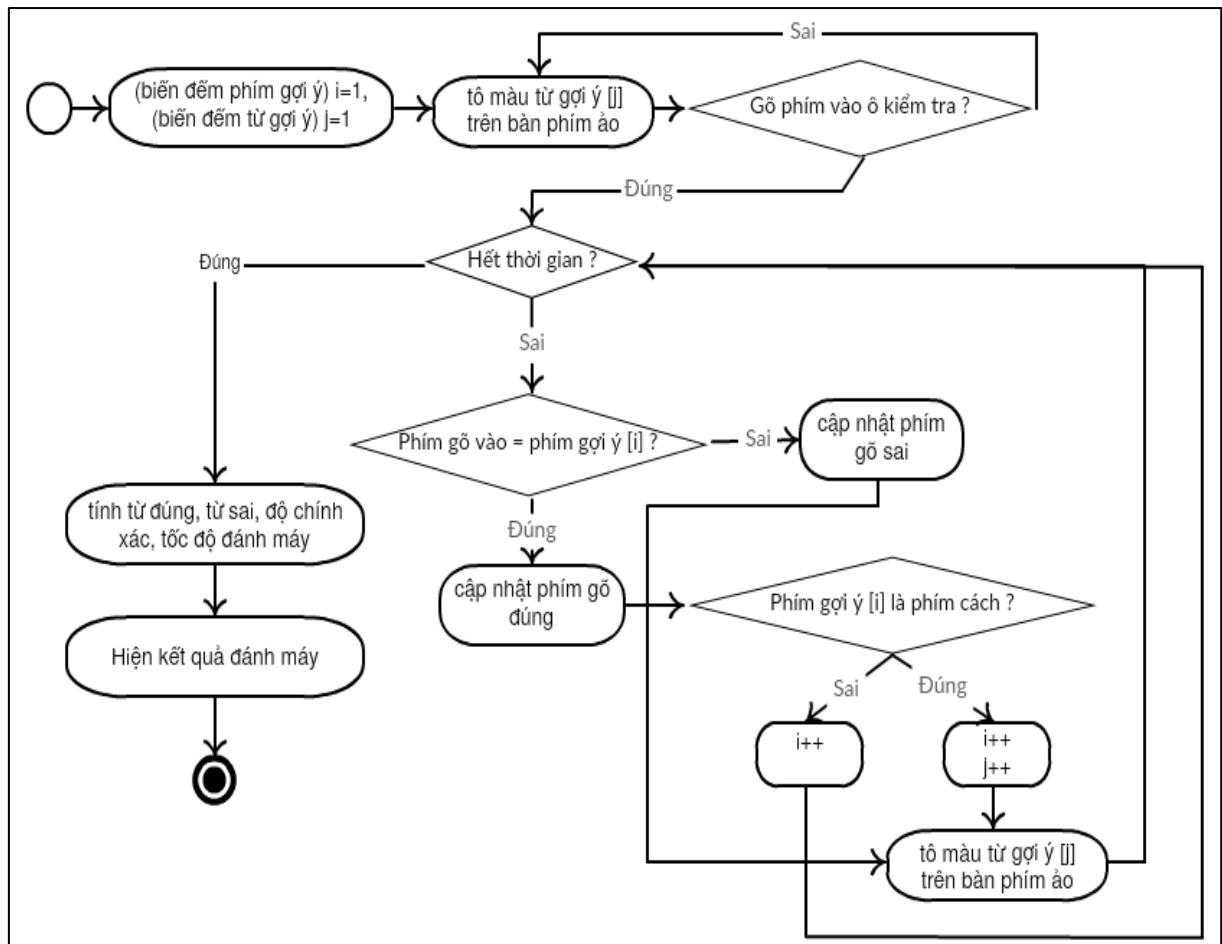 Sai
(biến đếm phím gợi ý) i=1,
(biến đếm từ gợi ý) j=1
tô màu từ gợi ý [j]
trên bàn phím ảo
Gõ phím vào ô kiểm tra ?
Đúng
Hết thời gian ?
Đúng
Sai
Phím gõ vào = phím gợi ý [i] ?
Sai
cập nhật phím
gõ sai
Đúng
tính từ đúng, từ sai, độ chính
xác, tốc độ đánh máy
cập nhật phím gõ
đúng
Phím gợi ý [i] là phím cách ?
Hiện kết quả đánh máy
Sai
Đúng
i++
i++
j++
tô màu từ gợi ý [j]
trên bàn phím ảo